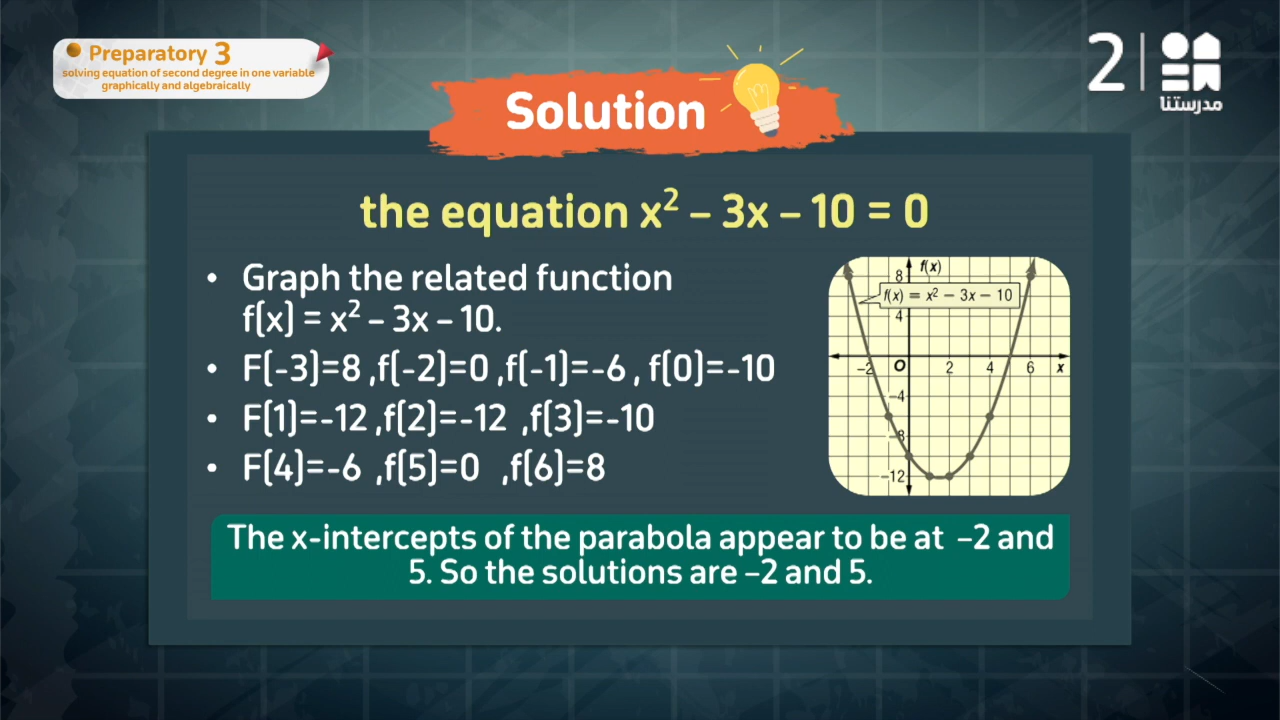 Preparatory 3
solving equation of second degree in one variable
graphically and algebraically
2
مدرستنا
Solution
the equation x² – 3x – 10 = 0
• Graph the related function
f(x) = x² – 3x – 10.
• F(-3)=8 ,f(-2)=0 ,f(-1)=-6 , f(0)=-10
• F(1)=-12 ,f(2)=-12 ,f(3)=-10
• F(4)=-6 ,f(5)=0 ,f(6)=8
f(x)
8
f(x) = x² − 3x − 10
4
−2 O 2 4 6 x
−4
−8
−12
The x-intercepts of the parabola appear to be at –2 and
5. So the solutions are –2 and 5.